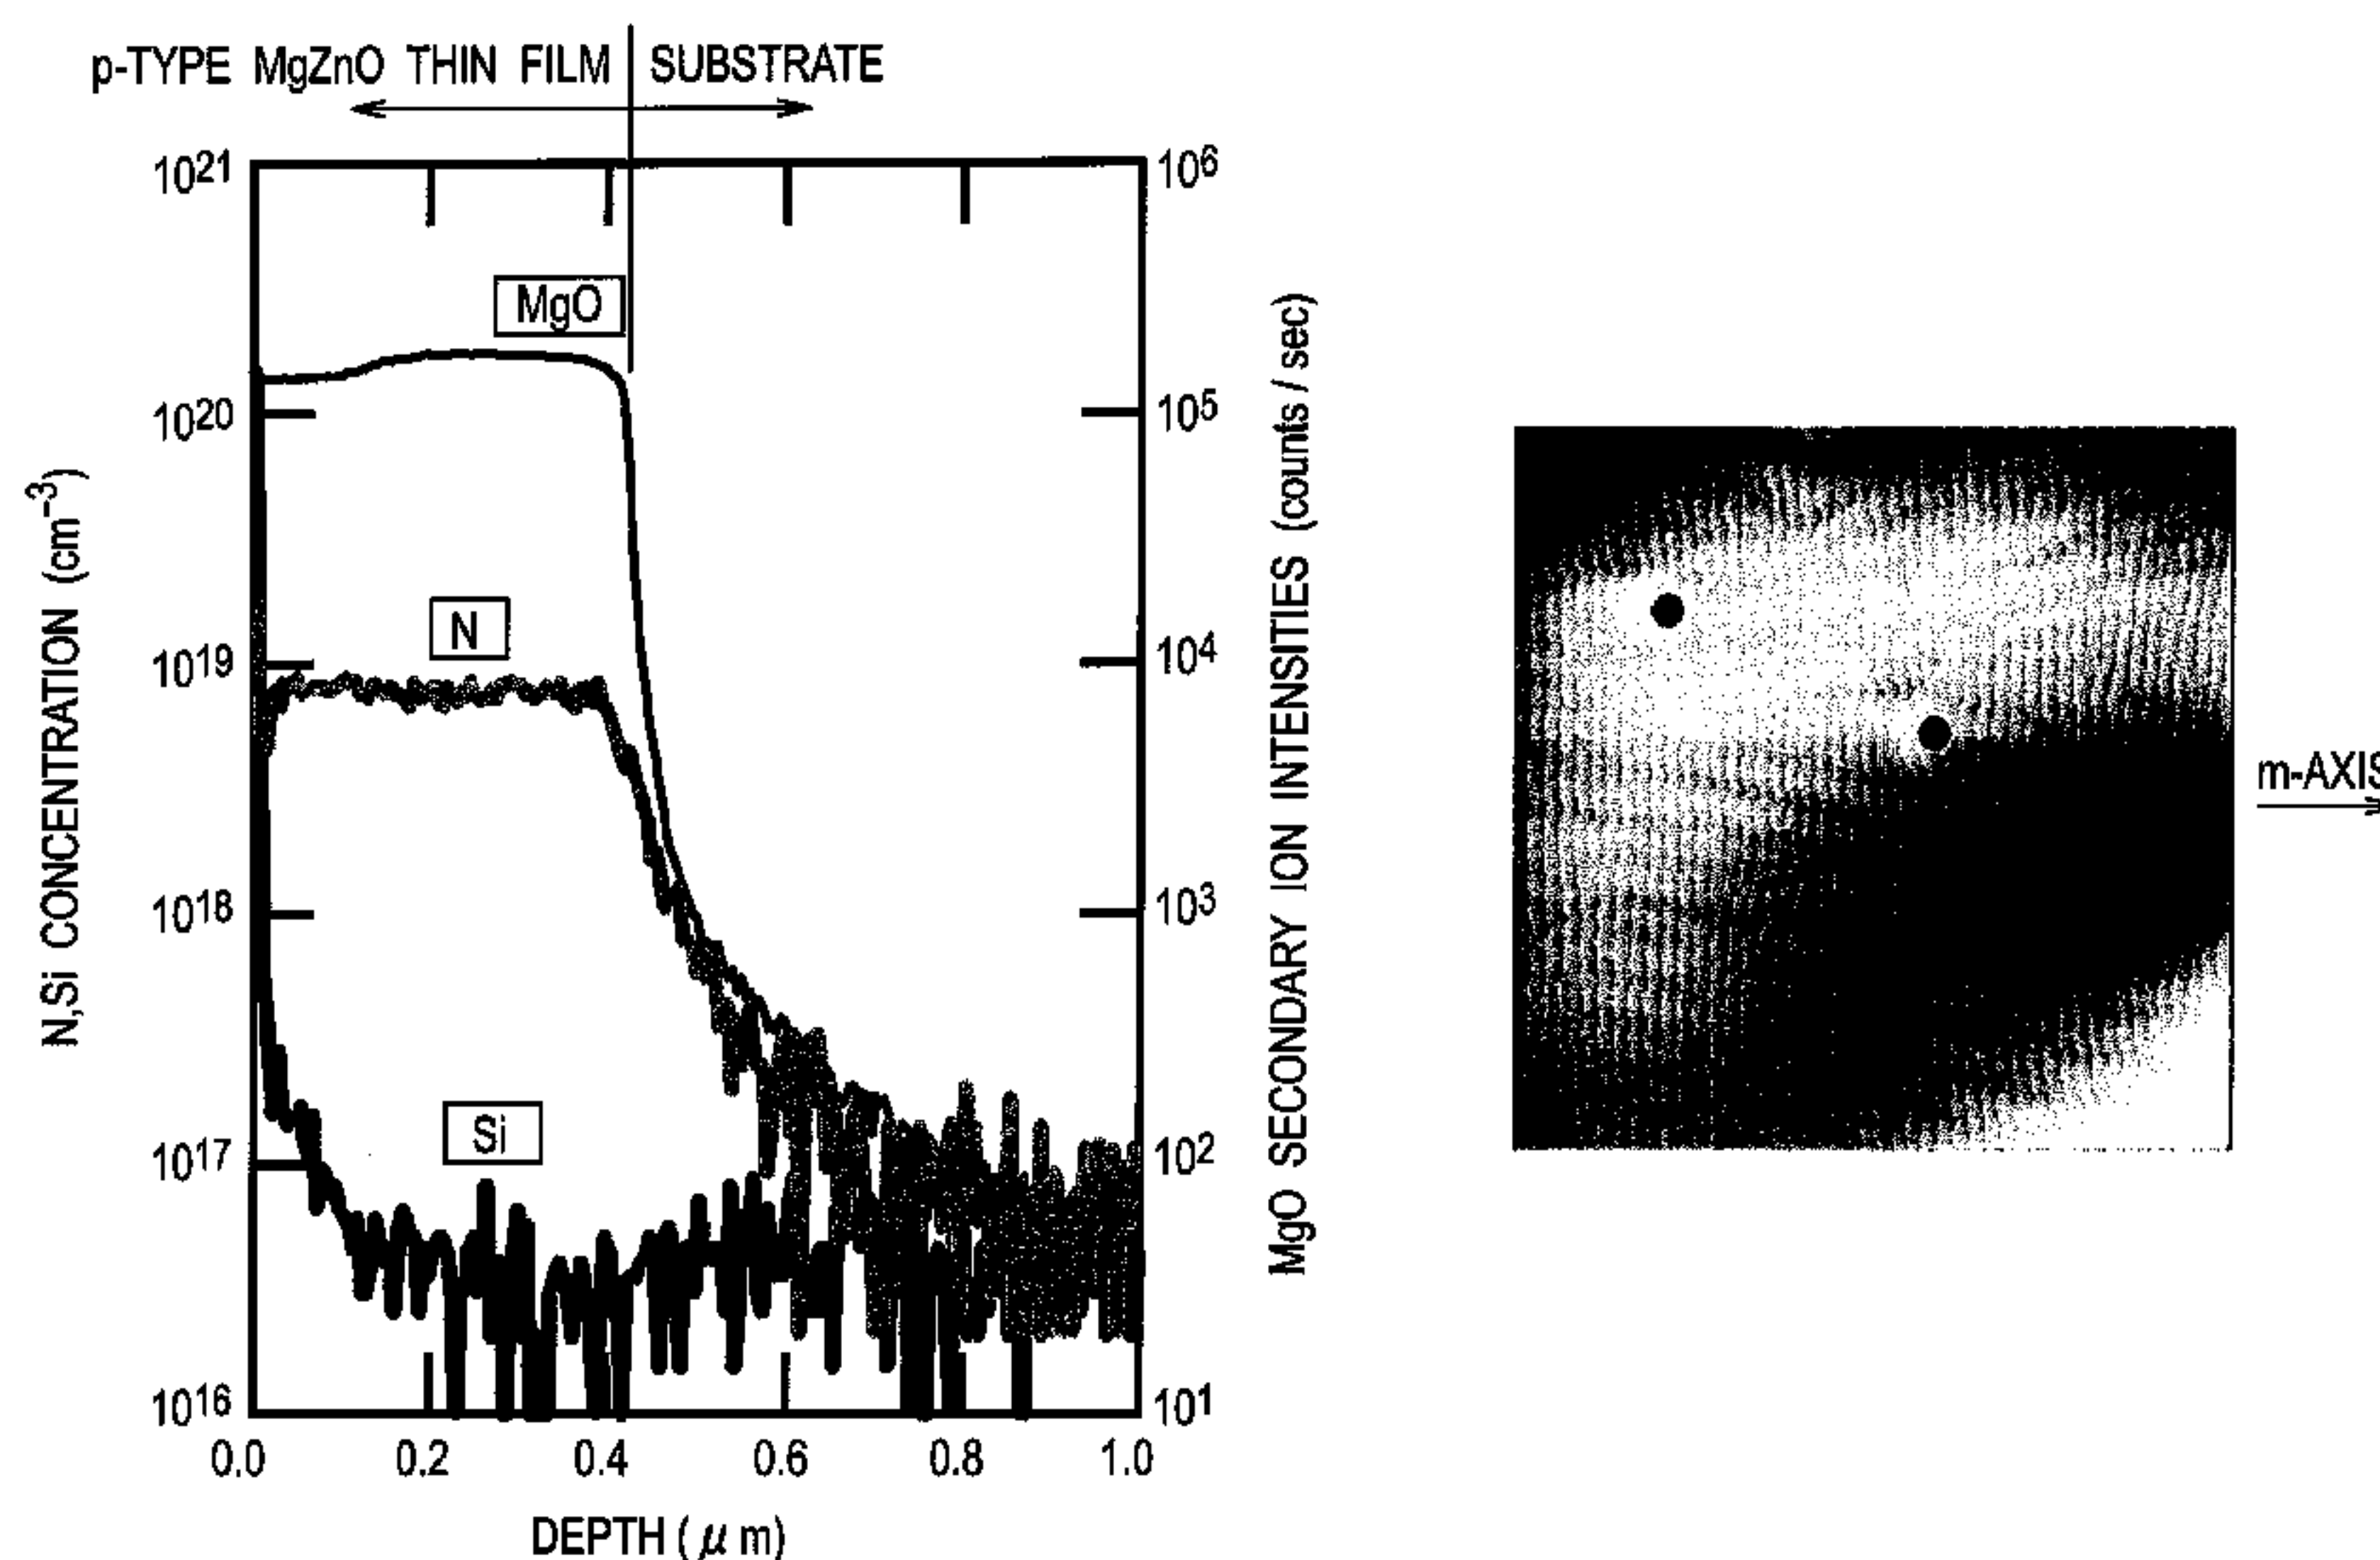 p-TYPE MgZnO THIN FILM SUBSTRATE
N,Si CONCENTRATION (cm⁻³)
10²¹
10²⁰
10¹⁹
10¹⁸
10¹⁷
10¹⁶
MgO
N
Si
10⁶
10⁵
10⁴
10³
10²
10¹
MgO SECONDARY ION INTENSITIES (counts / sec)
0.0 0.2 0.4 0.6 0.8 1.0
DEPTH (μm)
m-AXIS